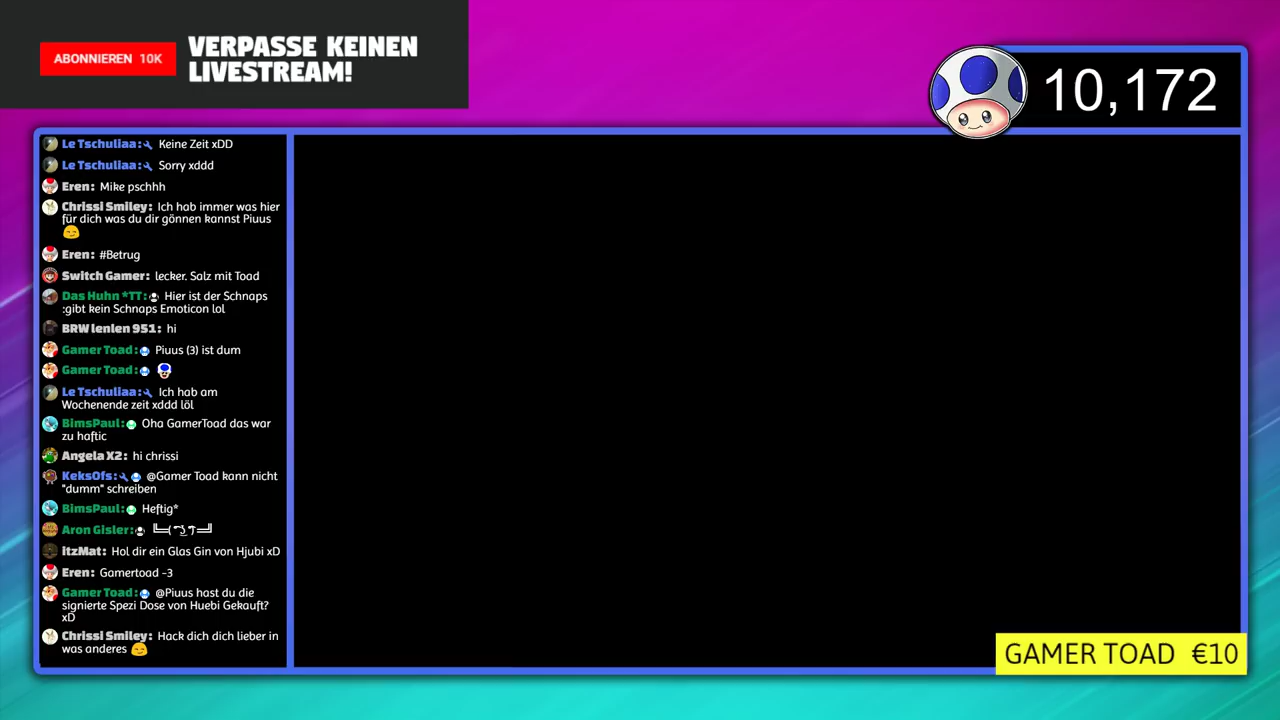 ABONNIEREN 10K
VERPASSE KEINEN
LIVESTREAM!
10,172
Le Tschuliaa: Keine Zeit xDD
Le Tschuliaa: Sorry xddd
Eren: Mike pschhh
Chrissi Smiley: Ich hab immer was hier
für dich was du dir gönnen kannst Piuus
Eren: #Betrug
Switch Gamer: lecker. Salz mit Toad
Das Huhn *TT: Hier ist der Schnaps
:gibt kein Schnaps Emoticon lol
BRW lenlen 951: hi
Gamer Toad: Piuus (3) ist dum
Gamer Toad:
Le Tschuliaa: Ich hab am
Wochenende zeit xddd löl
BimsPaul: Oha GamerToad das war
zu haftic
Angela X2: hi chrissi
KeksOfs: @Gamer Toad kann nicht
"dumm" schreiben
BimsPaul: Heftig*
Aron Gisler: ╚═( ͡° ͜ʖ ͡°)═╝
itzMat: Hol dir ein Glas Gin von Hjubi xD
Eren: Gamertoad -3
Gamer Toad: @Piuus hast du die
signierte Spezi Dose von Huebi Gekauft?
xD
Chrissi Smiley: Hack dich dich lieber in
was anderes
GAMER TOAD €10